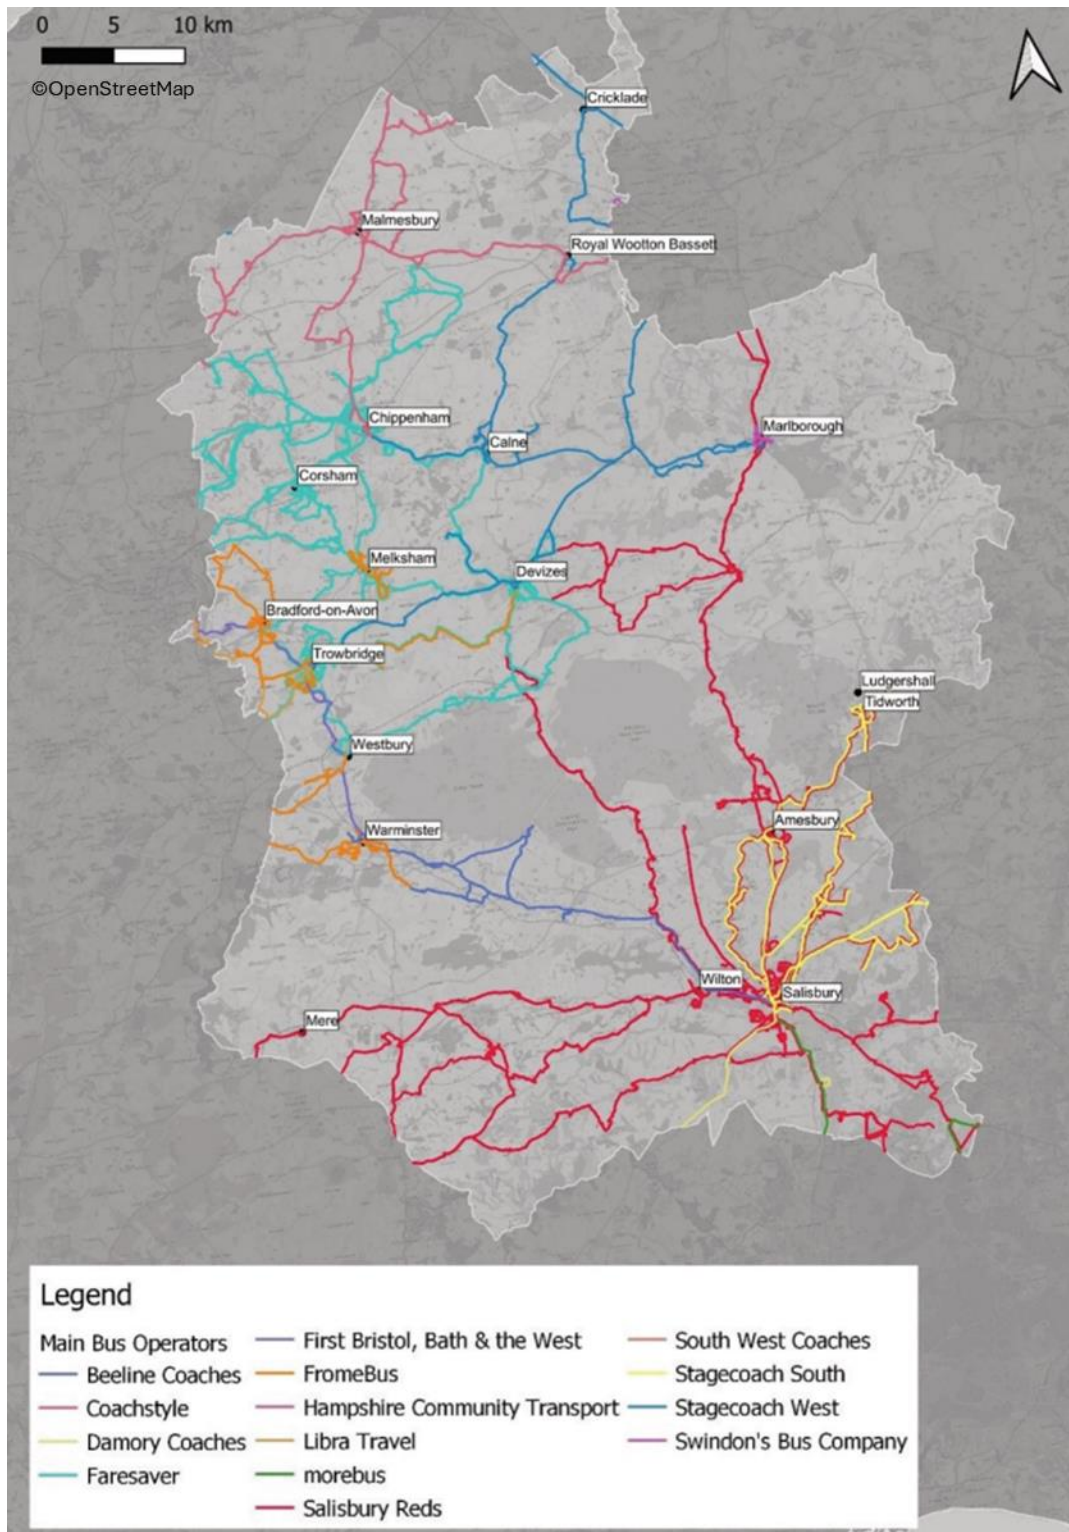 0 5 10 km
©OpenStreetMap
Cricklade
Malmesbury
Royal Wootton Bassett
Chippenham
Marlborough
Calne
Corsham
Melksham
Devizes
Bradford-on-Avon
Trowbridge
Ludgershall
Tidworth
Westbury
Amesbury
Warminster
Wilton
Salisbury
Mere
Legend
Main Bus Operators
Beeline Coaches
Coachstyle
Damory Coaches
Faresaver
First Bristol, Bath & the West
FromeBus
Hampshire Community Transport
Libra Travel
morebus
Salisbury Reds
South West Coaches
Stagecoach South
Stagecoach West
Swindon's Bus Company